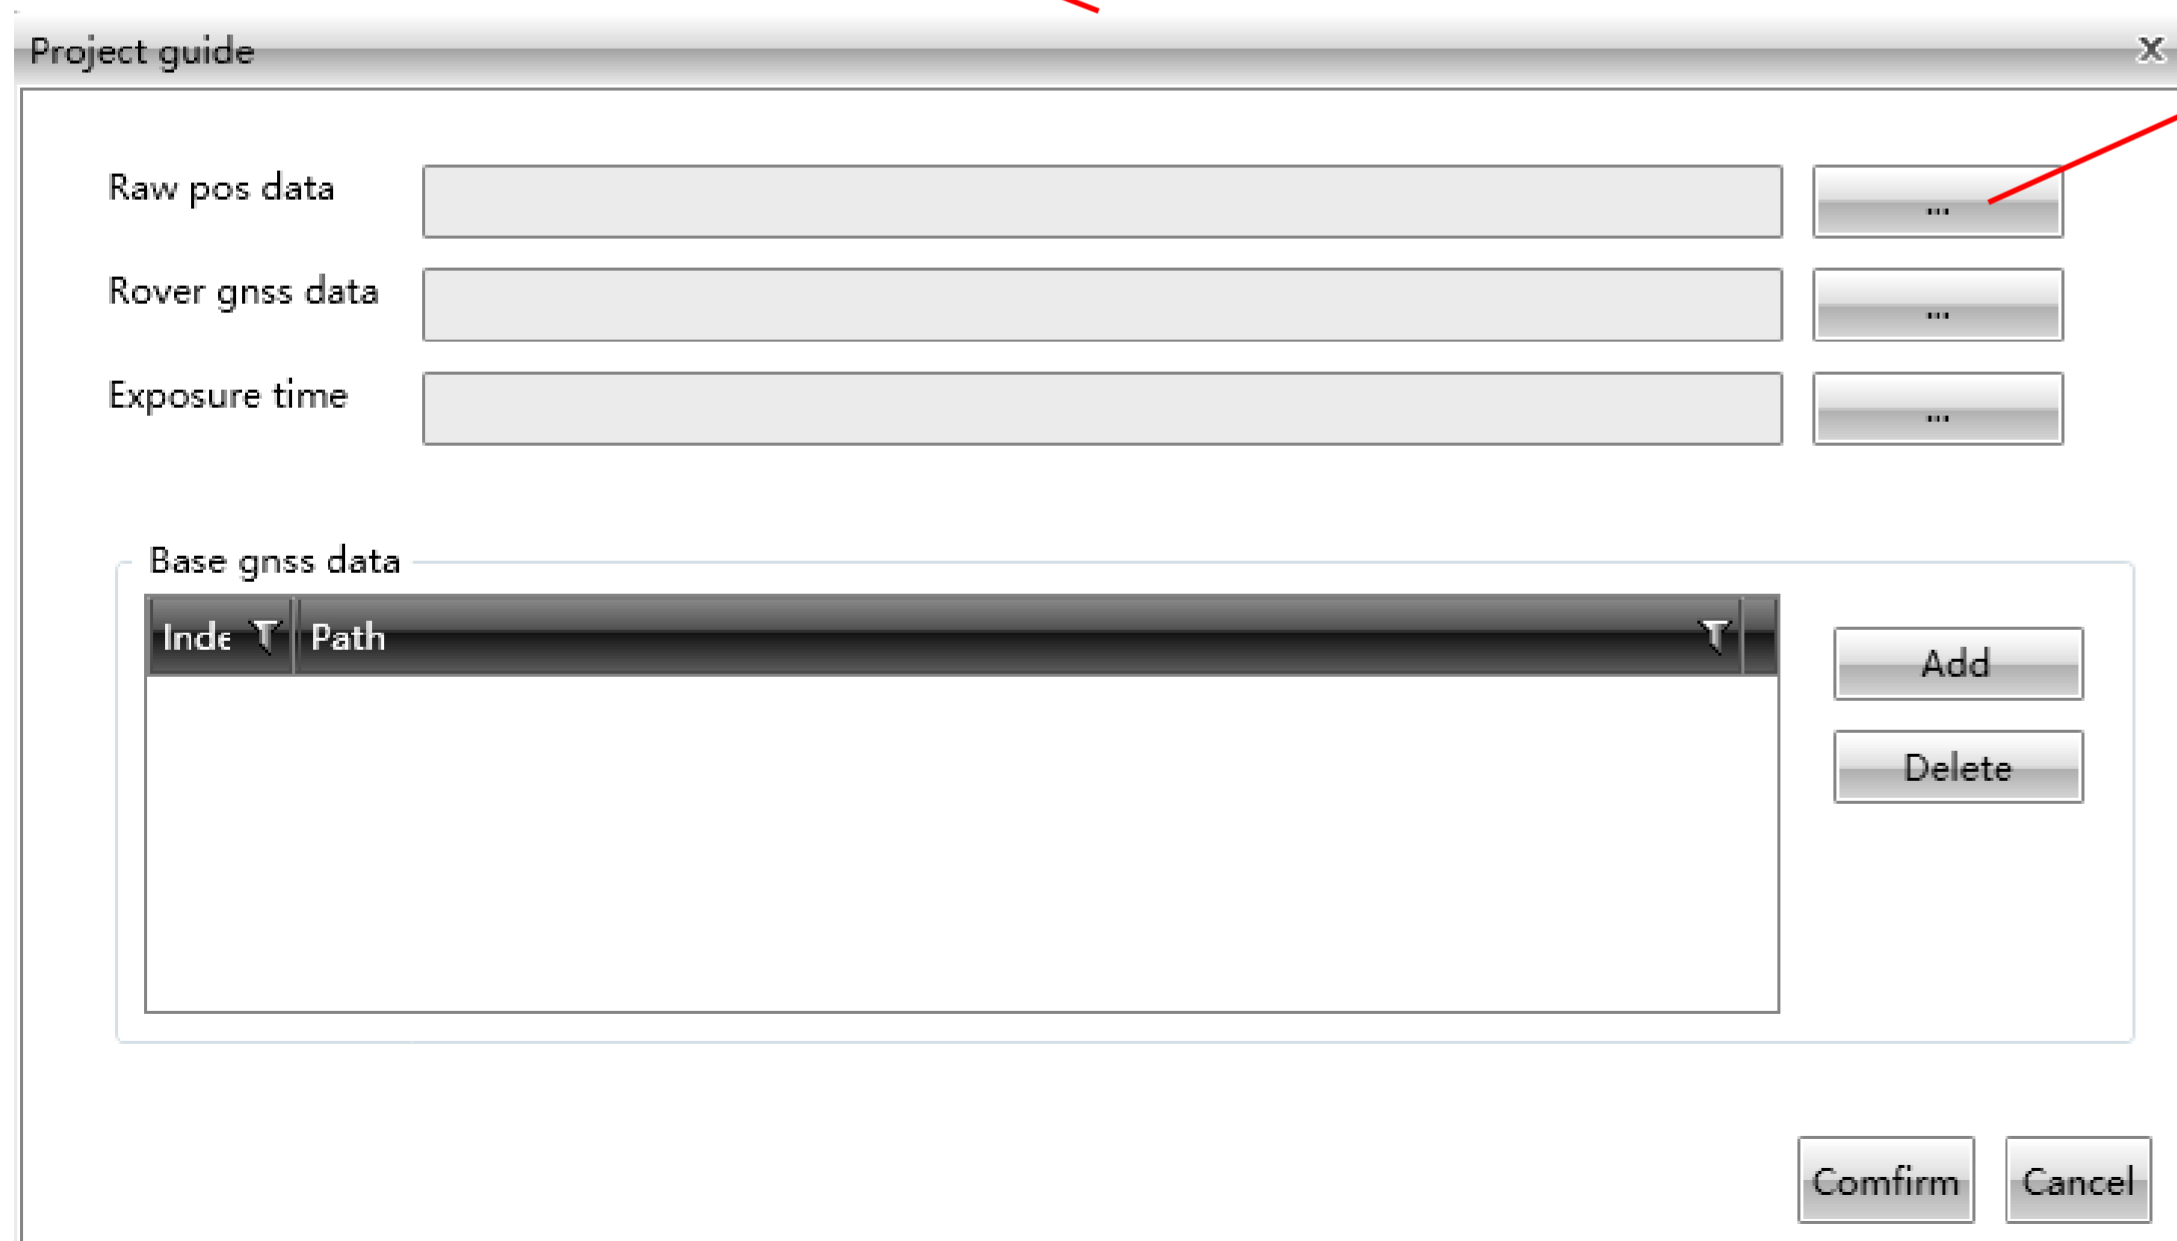 Project guide
Raw pos data ...
Rover gnss data ...
Exposure time ...
Base gnss data
Inde Path
Add
Delete
Comfirm Cancel